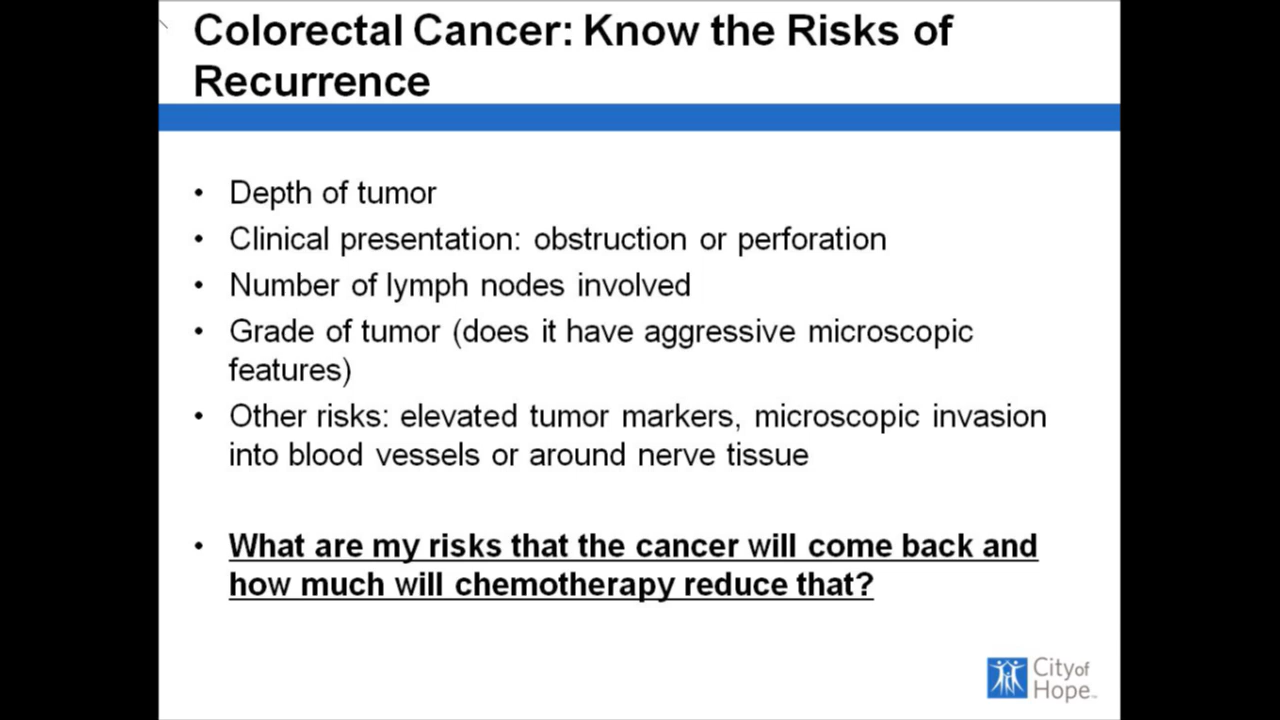 Colorectal Cancer: Know the Risks of
Recurrence
• Depth of tumor
• Clinical presentation: obstruction or perforation
• Number of lymph nodes involved
• Grade of tumor (does it have aggressive microscopic
features)
• Other risks: elevated tumor markers, microscopic invasion
into blood vessels or around nerve tissue
• What are my risks that the cancer will come back and
how much will chemotherapy reduce that?
City of
Hope™